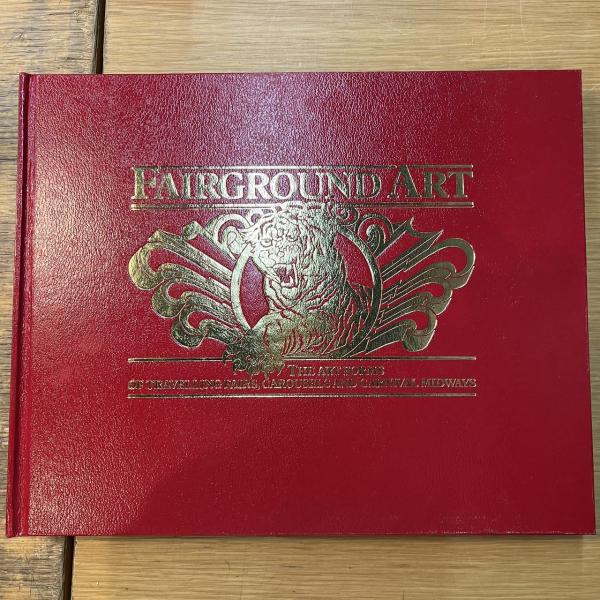 FAIRGROUND ART
THE ART FORMS
OF TRAVELLING FAIRS, CAROUSELS AND CARNIVAL MIDWAYS